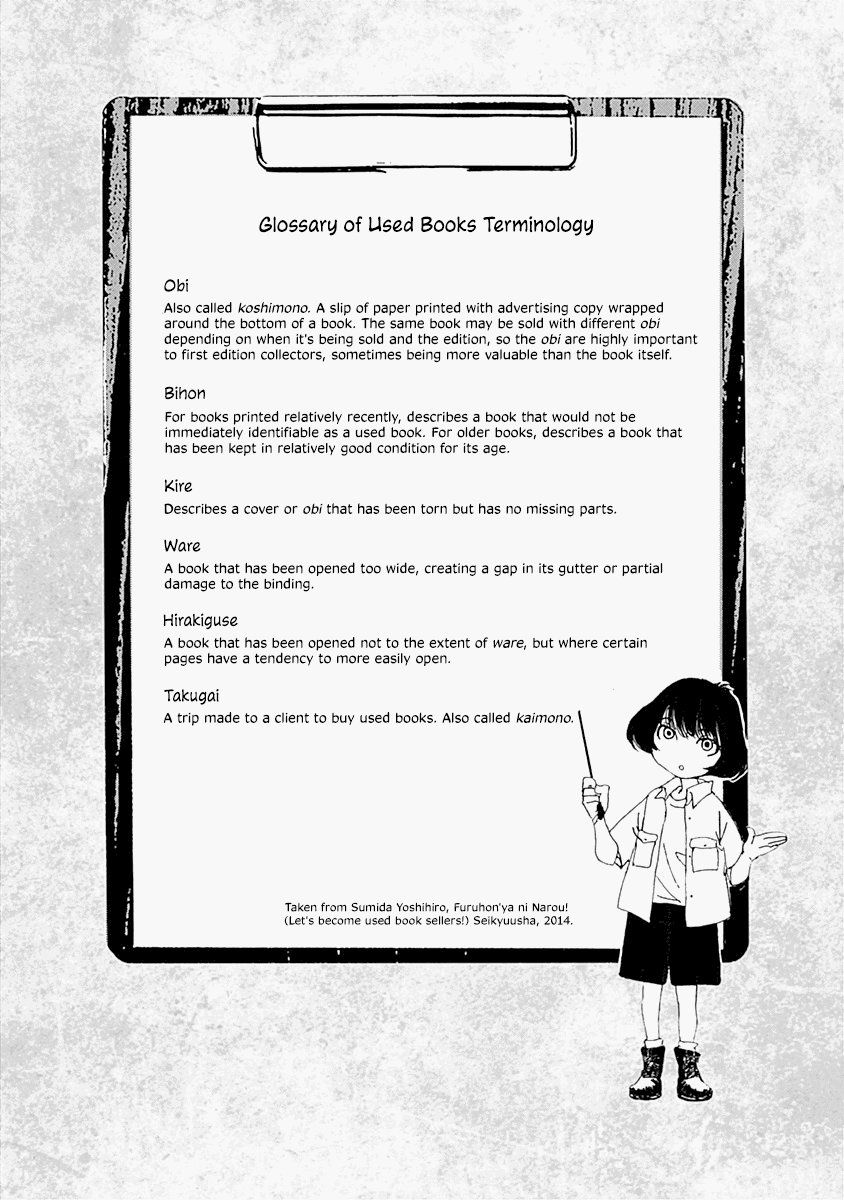 Glossary of Used Books Terminology
Obi
Also called koshimono. A slip of paper printed with advertising copy wrapped
around the bottom of a book. The same book may be sold with different obi
depending on when it's being sold and the edition, so the obi are highly important
to first edition collectors, sometimes being more valuable than the book itself.
Bihon
For books printed relatively recently, describes a book that would not be
immediately identifiable as a used book. For older books, describes a book that
has been kept in relatively good condition for its age.
Kire
Describes a cover or obi that has been torn but has no missing parts.
Ware
A book that has been opened too wide, creating a gap in its gutter or partial
damage to the binding.
Hirakiguse
A book that has been opened not to the extent of ware, but where certain
pages have a tendency to more easily open.
Takugai
A trip made to a client to buy used books. Also called kaimono.
Taken from Sumida Yoshihiro, Furuhon'ya ni Narou!
(Let's become used book sellers!) Seikyuusha, 2014.